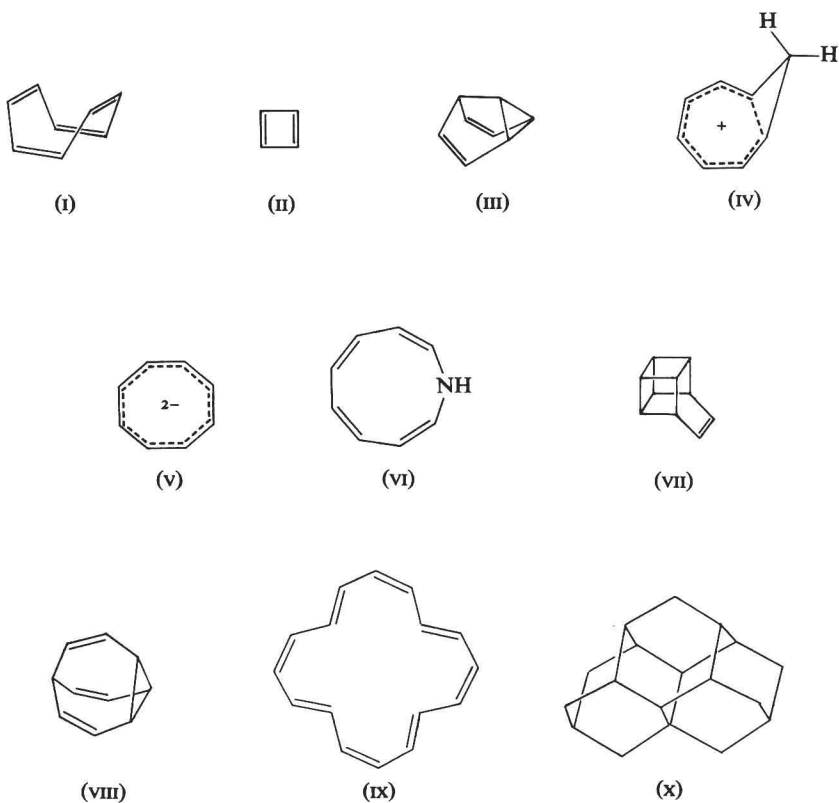 H
H
+
(I)
(II)
(III)
(IV)
2−
NH
(V)
(VI)
(VII)
(VIII)
(IX)
(X)